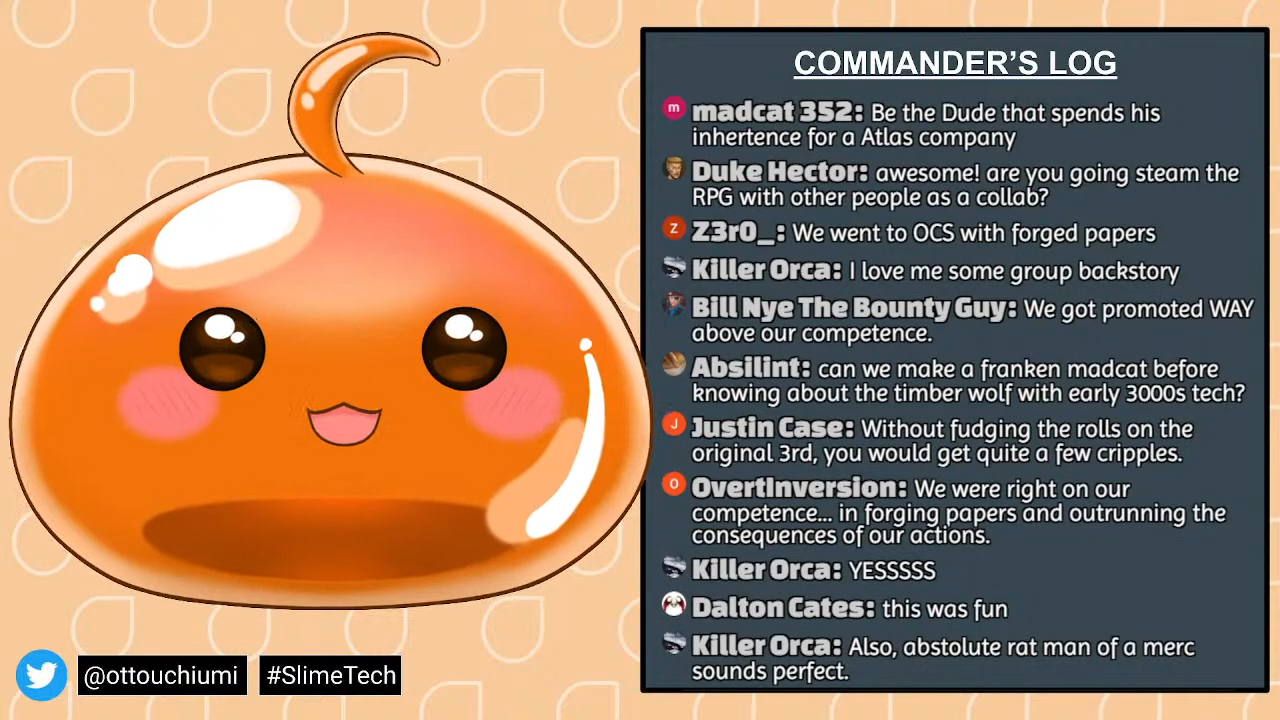 COMMANDER'S LOG
m madcat 352: Be the Dude that spends his
inhertence for a Atlas company
Duke Hector: awesome! are you going steam the
RPG with other people as a collab?
Z Z3r0_: We went to OCS with forged papers
Killer Orca: I love me some group backstory
Bill Nye The Bounty Guy: We got promoted WAY
above our competence.
Absilint: can we make a franken madcat before
knowing about the timber wolf with early 3000s tech?
J Justin Case: Without fudging the rolls on the
original 3rd, you would get quite a few cripples.
O OvertInversion: We were right on our
competence... in forging papers and outrunning the
consequences of our actions.
Killer Orca: YESSSSS
Dalton Cates: this was fun
Killer Orca: Also, abstolute rat man of a merc
sounds perfect.
@ottouchiumi #SlimeTech